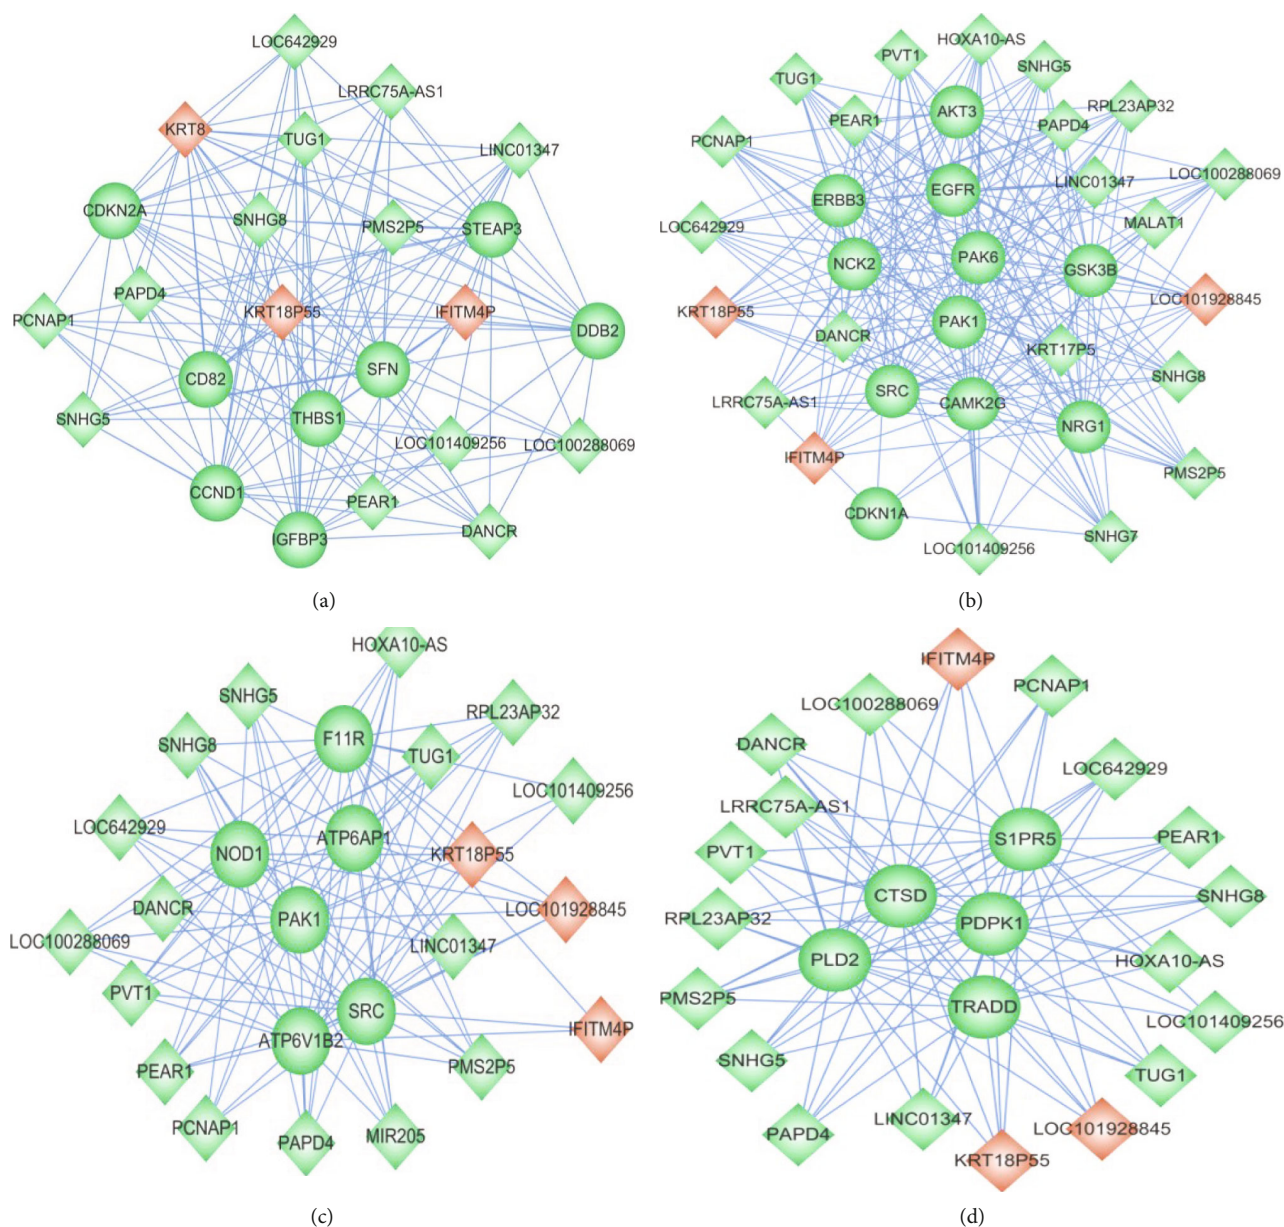 LOC642929
LRRC75A-AS1
KRT8
TUG1
LINC01347
CDKN2A
SNHG8
PMS2P5
STEAP3
PAPD4
PCNAP1
KRT18P55
IFITM4P
DDB2
CD82
SFN
SNHG5
THBS1
LOC101409256
LOC100288069
CCND1
PEAR1
IGFBP3
DANCR
(a)
HOXA10-AS
PVT1
SNHG5
TUG1
AKT3
RPL23AP32
PEAR1
PAPD4
PCNAP1
LOC100288069
EGFR
LINC01347
ERBB3
MALAT1
LOC642929
NCK2
PAK6
GSK3B
KRT18P55
LOC101928845
PAK1
DANCR
KRT17P5
SNHG8
LRRC75A-AS1
SRC
CAMK2G
NRG1
IFITM4P
PMS2P5
CDKN1A
SNHG7
LOC101409256
(b)
HOXA10-AS
SNHG5
RPL23AP32
F11R
SNHG8
TUG1
LOC101409256
LOC642929
ATP6AP1
NOD1
KRT18P55
DANCR
PAK1
LOC101928845
LOC100288069
LINC01347
PVT1
SRC
IFITM4P
ATP6V1B2
PEAR1
PMS2P5
PCNAP1
PAPD4
MIR205
(c)
IFITM4P
PCNAP1
LOC100288069
DANCR
LOC642929
LRRC75A-AS1
S1PR5
PEAR1
PVT1
CTSD
SNHG8
RPL23AP32
PDPK1
PLD2
HOXA10-AS
PMS2P5
TRADD
LOC101409256
SNHG5
TUG1
LINC01347
LOC101928845
PAPD4
KRT18P55
(d)